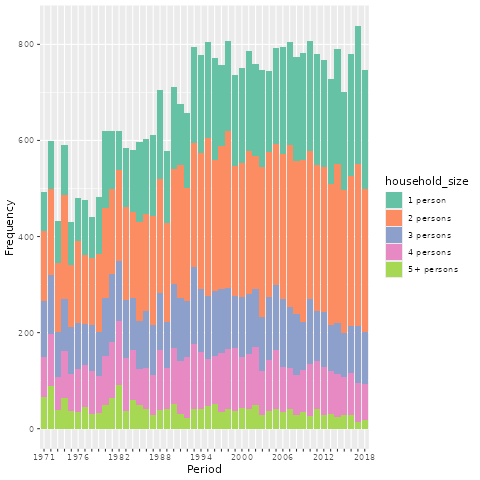 800
600
400
200
0
Frequency
1971 1976 1982 1988 1994 2000 2006 2012 2018
Period
household_size
1 person
2 persons
3 persons
4 persons
5+ persons